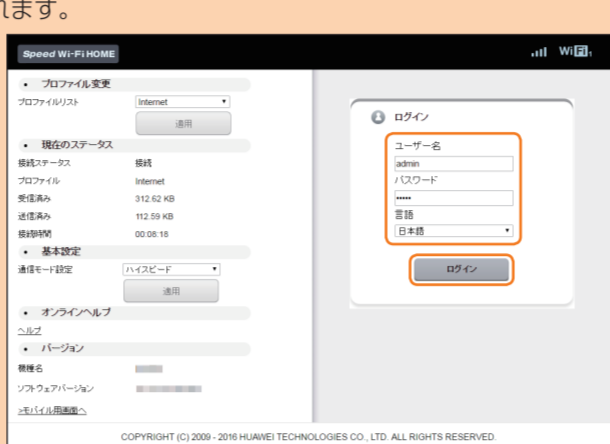 れます。
Speed Wi-Fi HOME
WiFi 1
• プロファイル変更
プロファイルリスト Internet
適用
• 現在のステータス
接続ステータス 接続
プロファイル Internet
受信済み 312.62 KB
送信済み 112.59 KB
接続時間 00:08:18
• 基本設定
通信モード設定 ハイスピード
適用
• オンラインヘルプ
ヘルプ
• バージョン
機種名
ソフトウェアバージョン
>モバイル用画面へ
ログイン
ユーザー名
admin
パスワード
•••••
言語
日本語
ログイン
COPYRIGHT (C) 2009 - 2016 HUAWEI TECHNOLOGIES CO., LTD. ALL RIGHTS RESERVED.